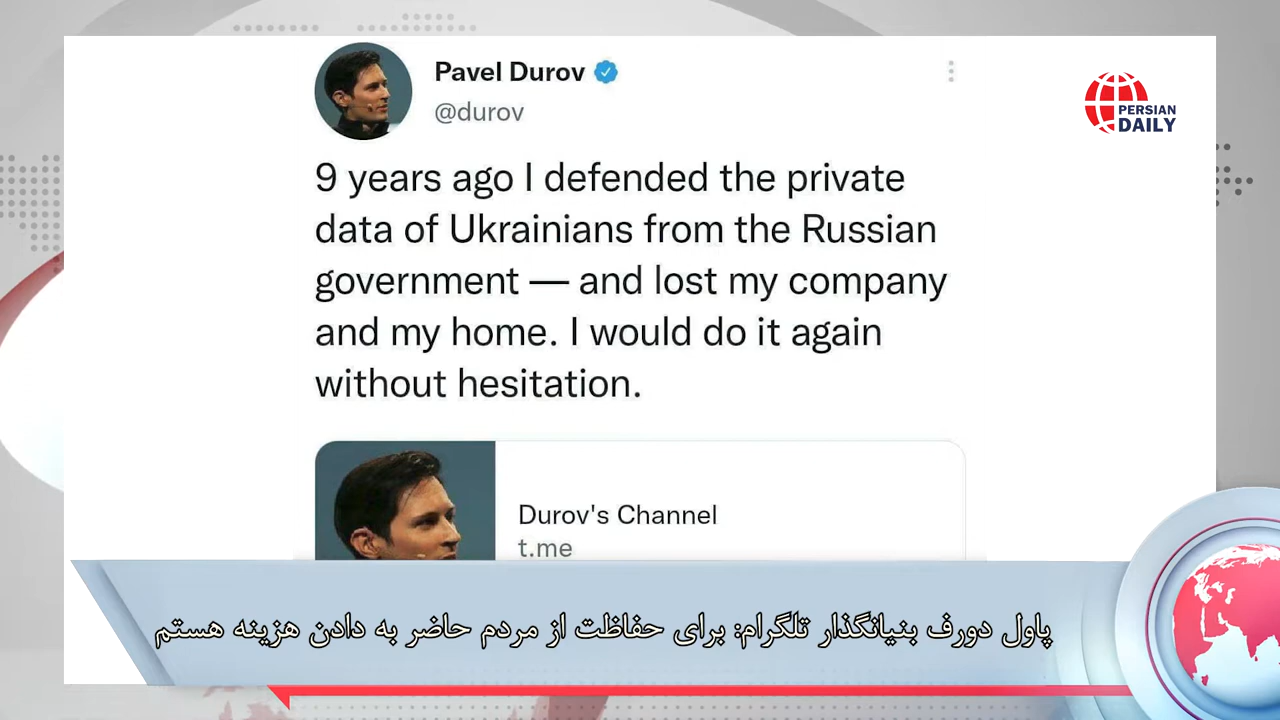 Pavel Durov
@durov
PERSIAN
DAILY
9 years ago I defended the private
data of Ukrainians from the Russian
government — and lost my company
and my home. I would do it again
without hesitation.
Durov's Channel
t.me
پاول دورف بنیانگذار تلگرام: برای حفاظت از مردم حاضر به دادن هزینه هستم